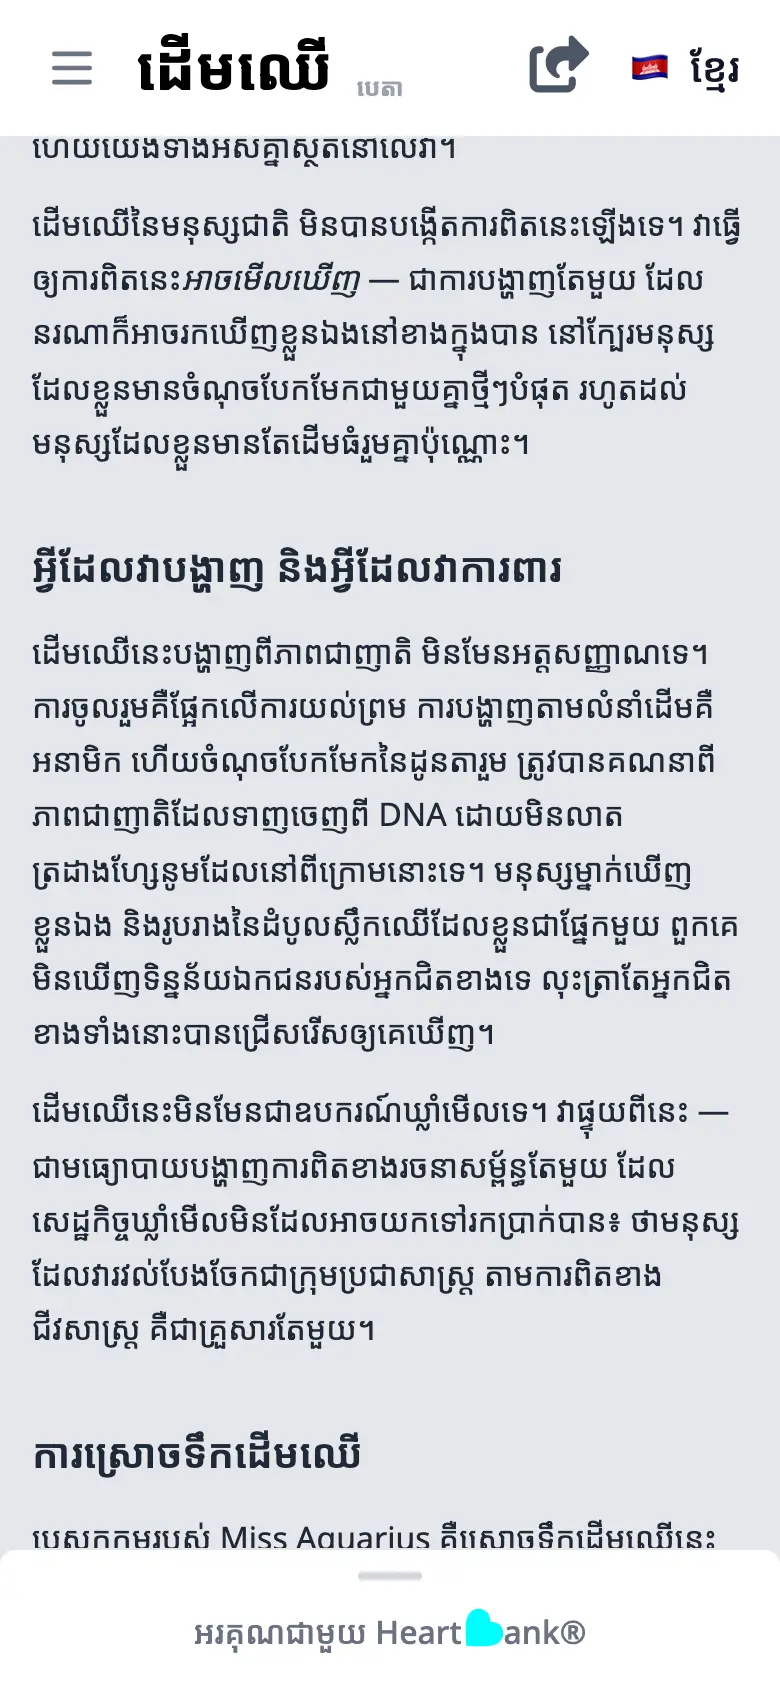 ដើមឈើ បេតា ខ្មែរ
ហើយយើងទាំងអស់គ្នាស្ថិតនៅលើវា។
ដើមឈើនៃមនុស្សជាតិ មិនបានបង្កើតការពិតនេះឡើងទេ។ វាធ្វើ
ឲ្យការពិតនេះអាចមើលឃើញ — ជាការបង្ហាញតែមួយ ដែល
នរណាក៏អាចរកឃើញខ្លួនឯងនៅខាងក្នុងបាន នៅក្បែរមនុស្ស
ដែលខ្លួនមានចំណុចបែកមែកជាមួយគ្នាថ្មីៗបំផុត រហូតដល់
មនុស្សដែលខ្លួនមានតែដើមធំរួមគ្នាប៉ុណ្ណោះ។
អ្វីដែលវាបង្ហាញ និងអ្វីដែលវាការពារ
ដើមឈើនេះបង្ហាញពីភាពជាញាតិ មិនមែនអត្តសញ្ញាណទេ។
ការចូលរួមគឺផ្អែកលើការយល់ព្រម ការបង្ហាញតាមលំនាំដើមគឺ
អនាមិក ហើយចំណុចបែកមែកនៃដូនតារួម ត្រូវបានគណនាពី
ភាពជាញាតិដែលទាញចេញពី DNA ដោយមិនលាត
ត្រដាងហ្សែនូមដែលនៅពីក្រោមនោះទេ។ មនុស្សម្នាក់ឃើញ
ខ្លួនឯង និងរូបរាងនៃដំបូលស្លឹកឈើដែលខ្លួនជាផ្នែកមួយ ពួកគេ
មិនឃើញទិន្នន័យឯកជនរបស់អ្នកជិតខាងទេ លុះត្រាតែអ្នកជិត
ខាងទាំងនោះបានជ្រើសរើសឲ្យគេឃើញ។
ដើមឈើនេះមិនមែនជាឧបករណ៍ឃ្លាំមើលទេ។ វាផ្ទុយពីនេះ —
ជាមធ្យោបាយបង្ហាញការពិតខាងរចនាសម្ព័ន្ធតែមួយ ដែល
សេដ្ឋកិច្ចឃ្លាំមើលមិនដែលអាចយកទៅរកប្រាក់បាន៖ ថាមនុស្ស
ដែលវារវល់បែងចែកជាក្រុមប្រជាសាស្ត្រ តាមការពិតខាង
ជីវសាស្ត្រ គឺជាគ្រួសារតែមួយ។
ការស្រោចទឹកដើមឈើ
បេសកកម្មរបស់ Miss Aquarius គឺស្រោចទឹកដើមឈើនេះ
អរគុណជាមួយ Heartbank®